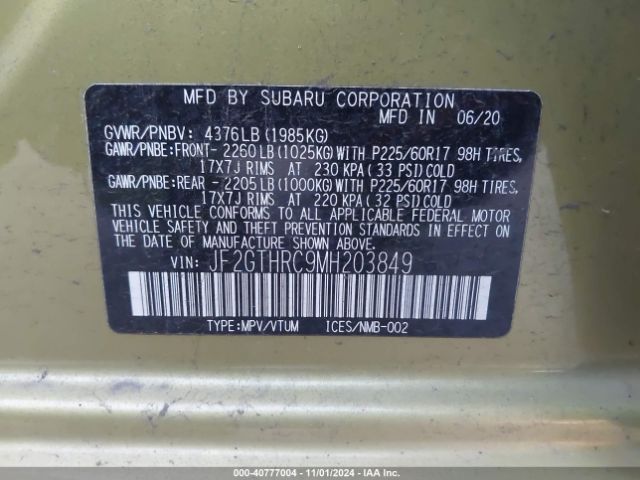 MFD BY SUBARU CORPORATION
MFD IN 06/20
GVWR/PNBV: 4376LB(1985KG)
GAWR/PNBE:FRONT- 2260LB(1025KG)WITH P225/60R17 98H TIRES,
17X7J RIMS AT 230 KPA(33 PSI)COLD
GAWR/PNBE:REAR - 2205LB(1000KG)WITH P225/60R17 98H TIRES,
17X7J RIMS AT 220 KPA(32 PSI)COLD
THIS VEHICLE CONFORMS TO ALL APPLICABLE FEDERAL MOTOR
VEHICLE SAFETY AND THEFT PREVENTION STANDARDS IN EFFECT
ON THE DATE OF MANUFACTURE SHOWN ABOVE.
VIN: JF2GTHRC9MH203849
TYPE:MPV/VTUM ICES/NMB-002
000-40777004 - 11/01/2024 - IAA, Inc.